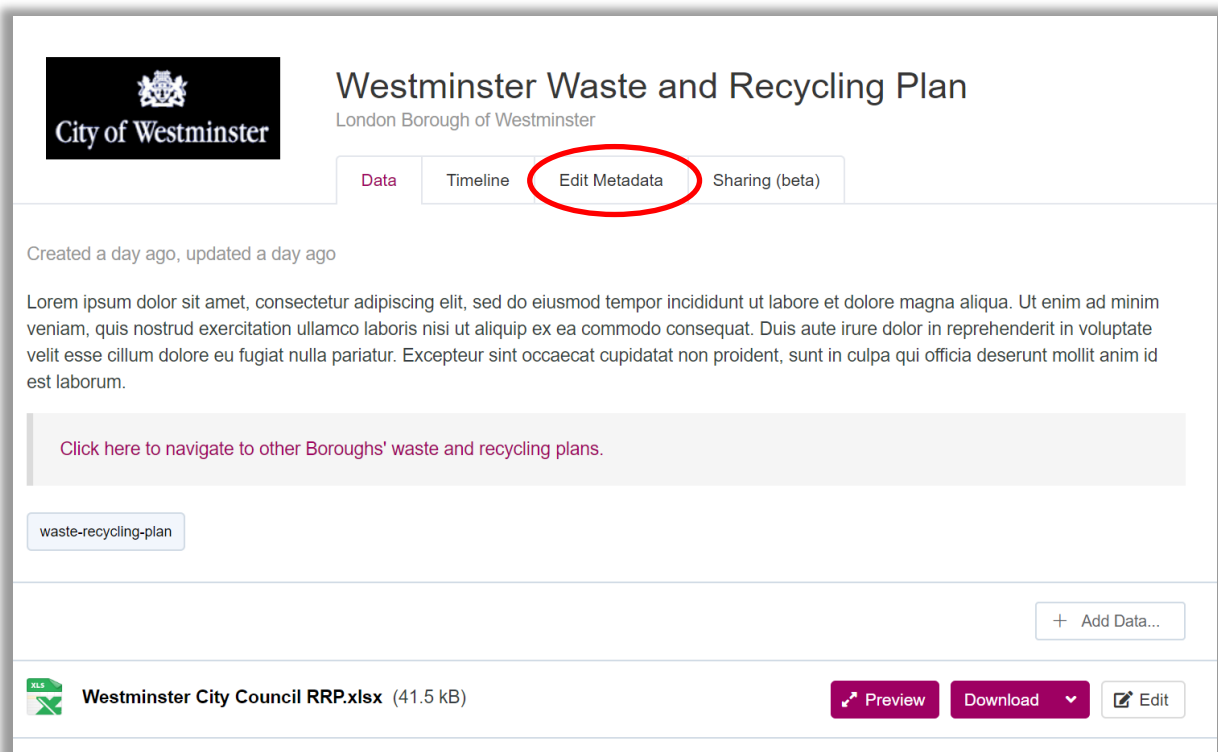 City of Westminster
Westminster Waste and Recycling Plan
London Borough of Westminster
Data
Timeline
Edit Metadata
Sharing (beta)
Created a day ago, updated a day ago
Lorem ipsum dolor sit amet, consectetur adipiscing elit, sed do eiusmod tempor incididunt ut labore et dolore magna aliqua. Ut enim ad minim
veniam, quis nostrud exercitation ullamco laboris nisi ut aliquip ex ea commodo consequat. Duis aute irure dolor in reprehenderit in voluptate
velit esse cillum dolore eu fugiat nulla pariatur. Excepteur sint occaecat cupidatat non proident, sunt in culpa qui officia deserunt mollit anim id
est laborum.
Click here to navigate to other Boroughs' waste and recycling plans.
waste-recycling-plan
+ Add Data...
XLS
Westminster City Council RRP.xlsx (41.5 kB)
Preview
Download
Edit